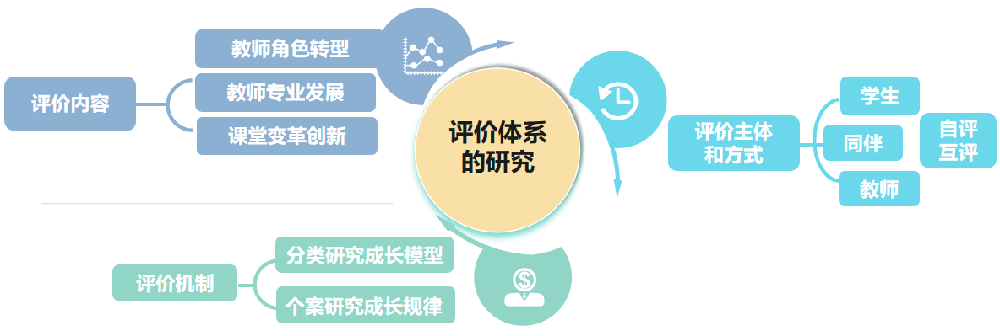 评价体系
的研究
评价内容
教师角色转型
教师专业发展
课堂变革创新
评价主体
和方式
学生
同伴
教师
自评
互评
评价机制
分类研究成长模型
个案研究成长规律
$